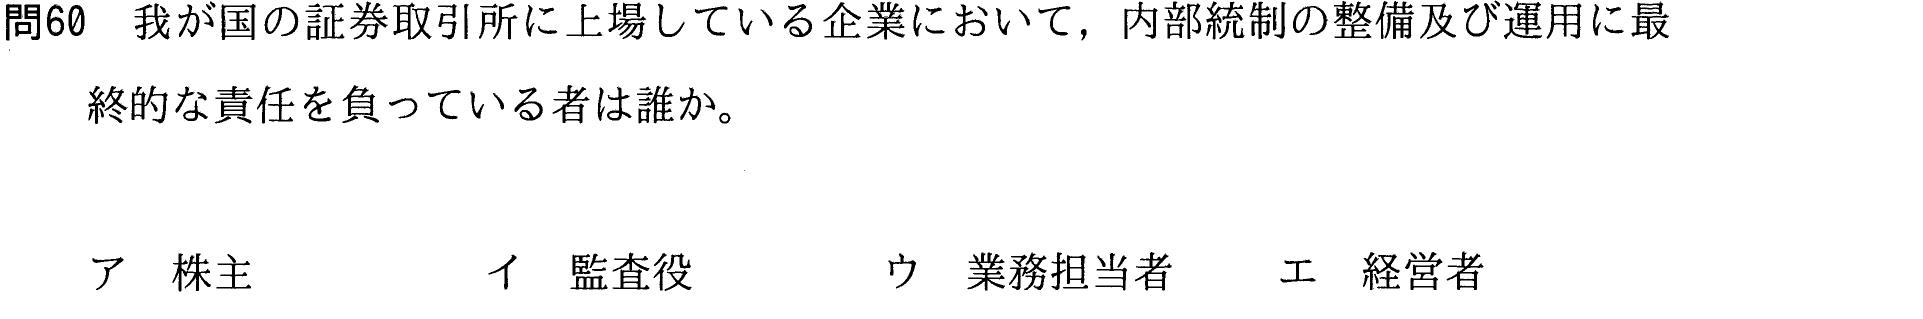 問60　我が国の証券取引所に上場している企業において，内部統制の整備及び運用に最
終的な責任を負っている者は誰か。
ア　株主　イ　監査役　ウ　業務担当者　エ　経営者